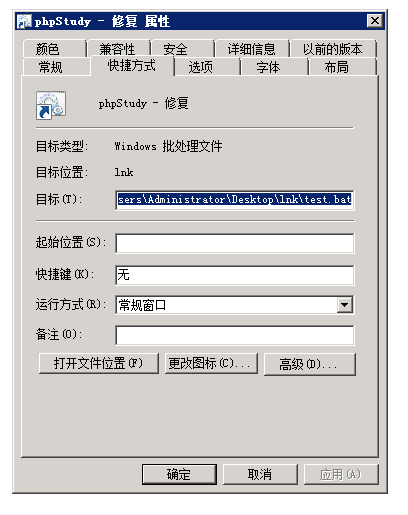 phpStudy - 修复 属性
颜色 兼容性 安全 详细信息 以前的版本
常规 快捷方式 选项 字体 布局
phpStudy - 修复
目标类型: Windows 批处理文件
目标位置: lnk
目标(T): sers\Administrator\Desktop\lnk\test.bat
起始位置(S):
快捷键(K): 无
运行方式(R): 常规窗口
备注(O):
打开文件位置(F) 更改图标(C)... 高级(D)...
确定 取消 应用(A)